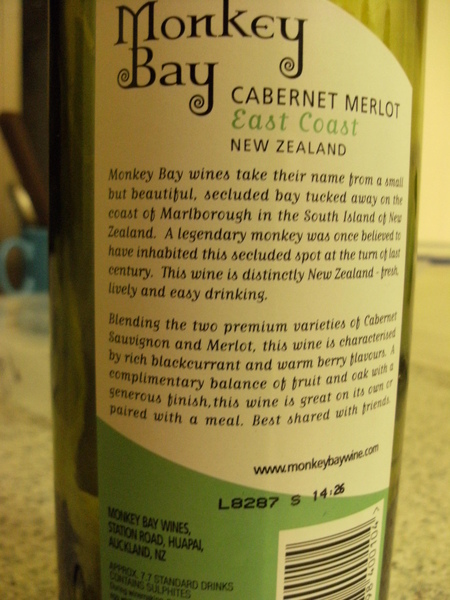 Monkey
Bay
CABERNET MERLOT
East Coast
NEW ZEALAND
Monkey Bay wines take their name from a small
but beautiful, secluded bay tucked away on the
coast of Marlborough in the South Island of New
Zealand. A legendary monkey was once believed to
have inhabited this secluded spot at the turn of last
century. This wine is distinctly New Zealand - fresh,
lively and easy drinking.
Blending the two premium varieties of Cabernet
Sauvignon and Merlot, this wine is characterised
by rich blackcurrant and warm berry flavours. A
complimentary balance of fruit and oak with a
generous finish, this wine is great on its own or
paired with a meal. Best shared with friends.
www.monkeybaywine.com
L8287 S 14:26
MONKEY BAY WINES,
STATION ROAD, HUAPAI,
AUCKLAND, NZ
APPROX. 7.7 STANDARD DRINKS
CONTAINS SULPHITES